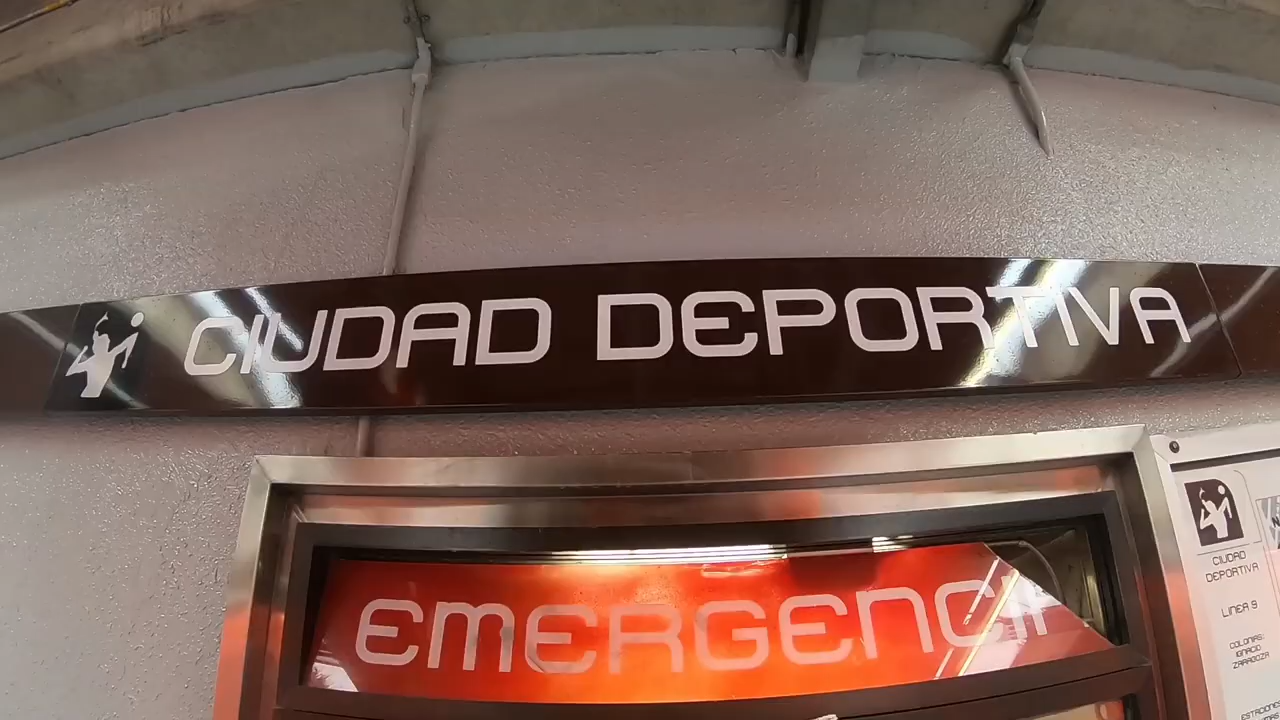 CIUDAD DEPORTIVA
EMERGENCI
CIUDAD
DEPORTIVA
LINEA 9
COLONIAS:
IGNACIO
ZARAGOZA